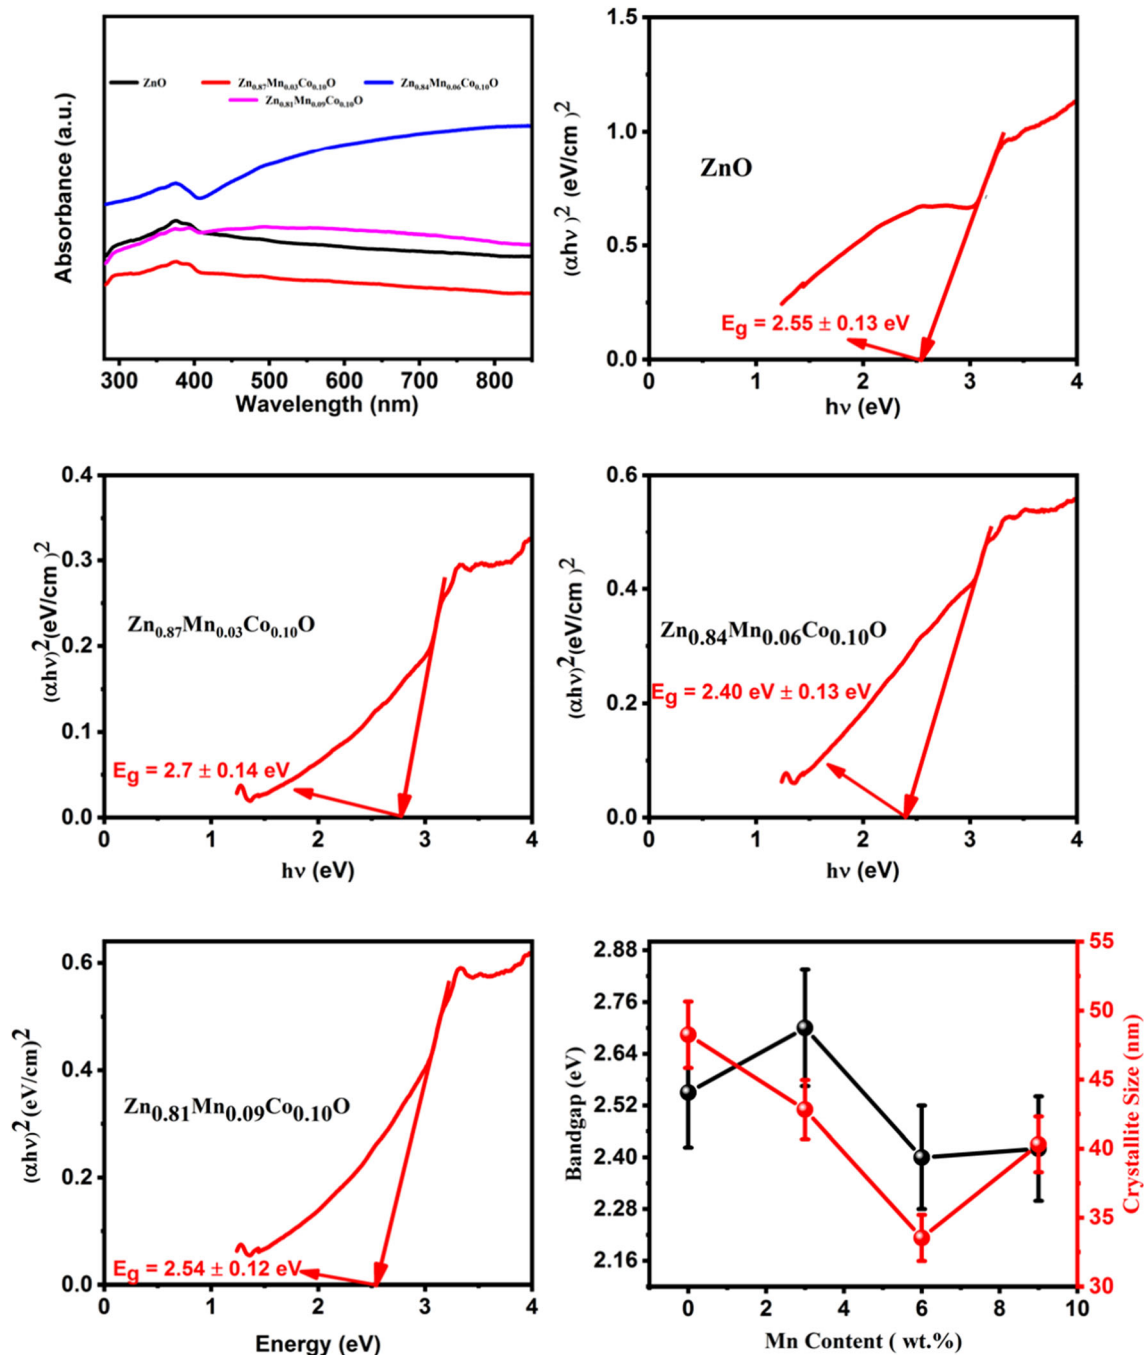 Absorbance (a.u.)
ZnO
Zn0.87Mn0.03Co0.10O
Zn0.84Mn0.06Co0.10O
Zn0.81Mn0.09Co0.10O
300 400 500 600 700 800
Wavelength (nm)
(αhν )2 (eV/cm )2
1.5
1.0
0.5
0.0
ZnO
Eg = 2.55 ± 0.13 eV
0 1 2 3 4
hν (eV)
(αhν)2(eV/cm )2
0.4
0.3
0.2
0.1
0.0
Zn0.87Mn0.03Co0.10O
Eg = 2.7 ± 0.14 eV
0 1 2 3 4
hν (eV)
(αhν)2(eV/cm )2
0.6
0.4
0.2
0.0
Zn0.84Mn0.06Co0.10O
Eg = 2.40 eV ± 0.13 eV
0 1 2 3 4
hν (eV)
(αhν)2(eV/cm)2
0.6
0.4
0.2
0.0
Zn0.81Mn0.09Co0.10O
Eg = 2.54 ± 0.12 eV
0 1 2 3 4
Energy (eV)
Bandgap (eV)
2.88
2.76
2.64
2.52
2.40
2.28
2.16
55
50
45
40
35
30
Crystallite Size (nm)
0 2 4 6 8 10
Mn Content ( wt.%)